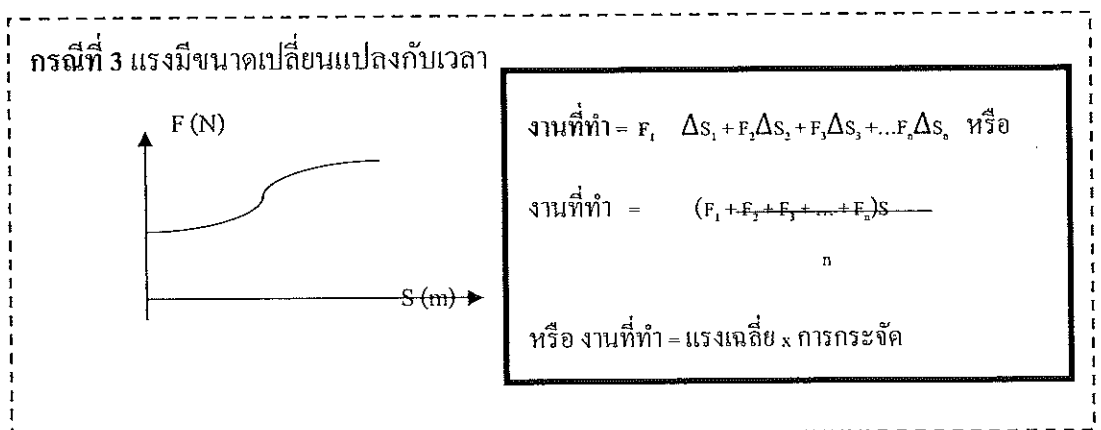 กรณีที่ 3 แรงมีขนาดเปลี่ยนแปลงกับเวลา
F (N)
S (m)
งานที่ทำ = F₁ ΔS₁ + F₂ΔS₂ + F₃ΔS₃ +...FₙΔSₙ หรือ
งานที่ทำ = (F₁ + F₂ + F₃ + ... + Fₙ)S
n
หรือ งานที่ทำ = แรงเฉลี่ย x การกระจัด